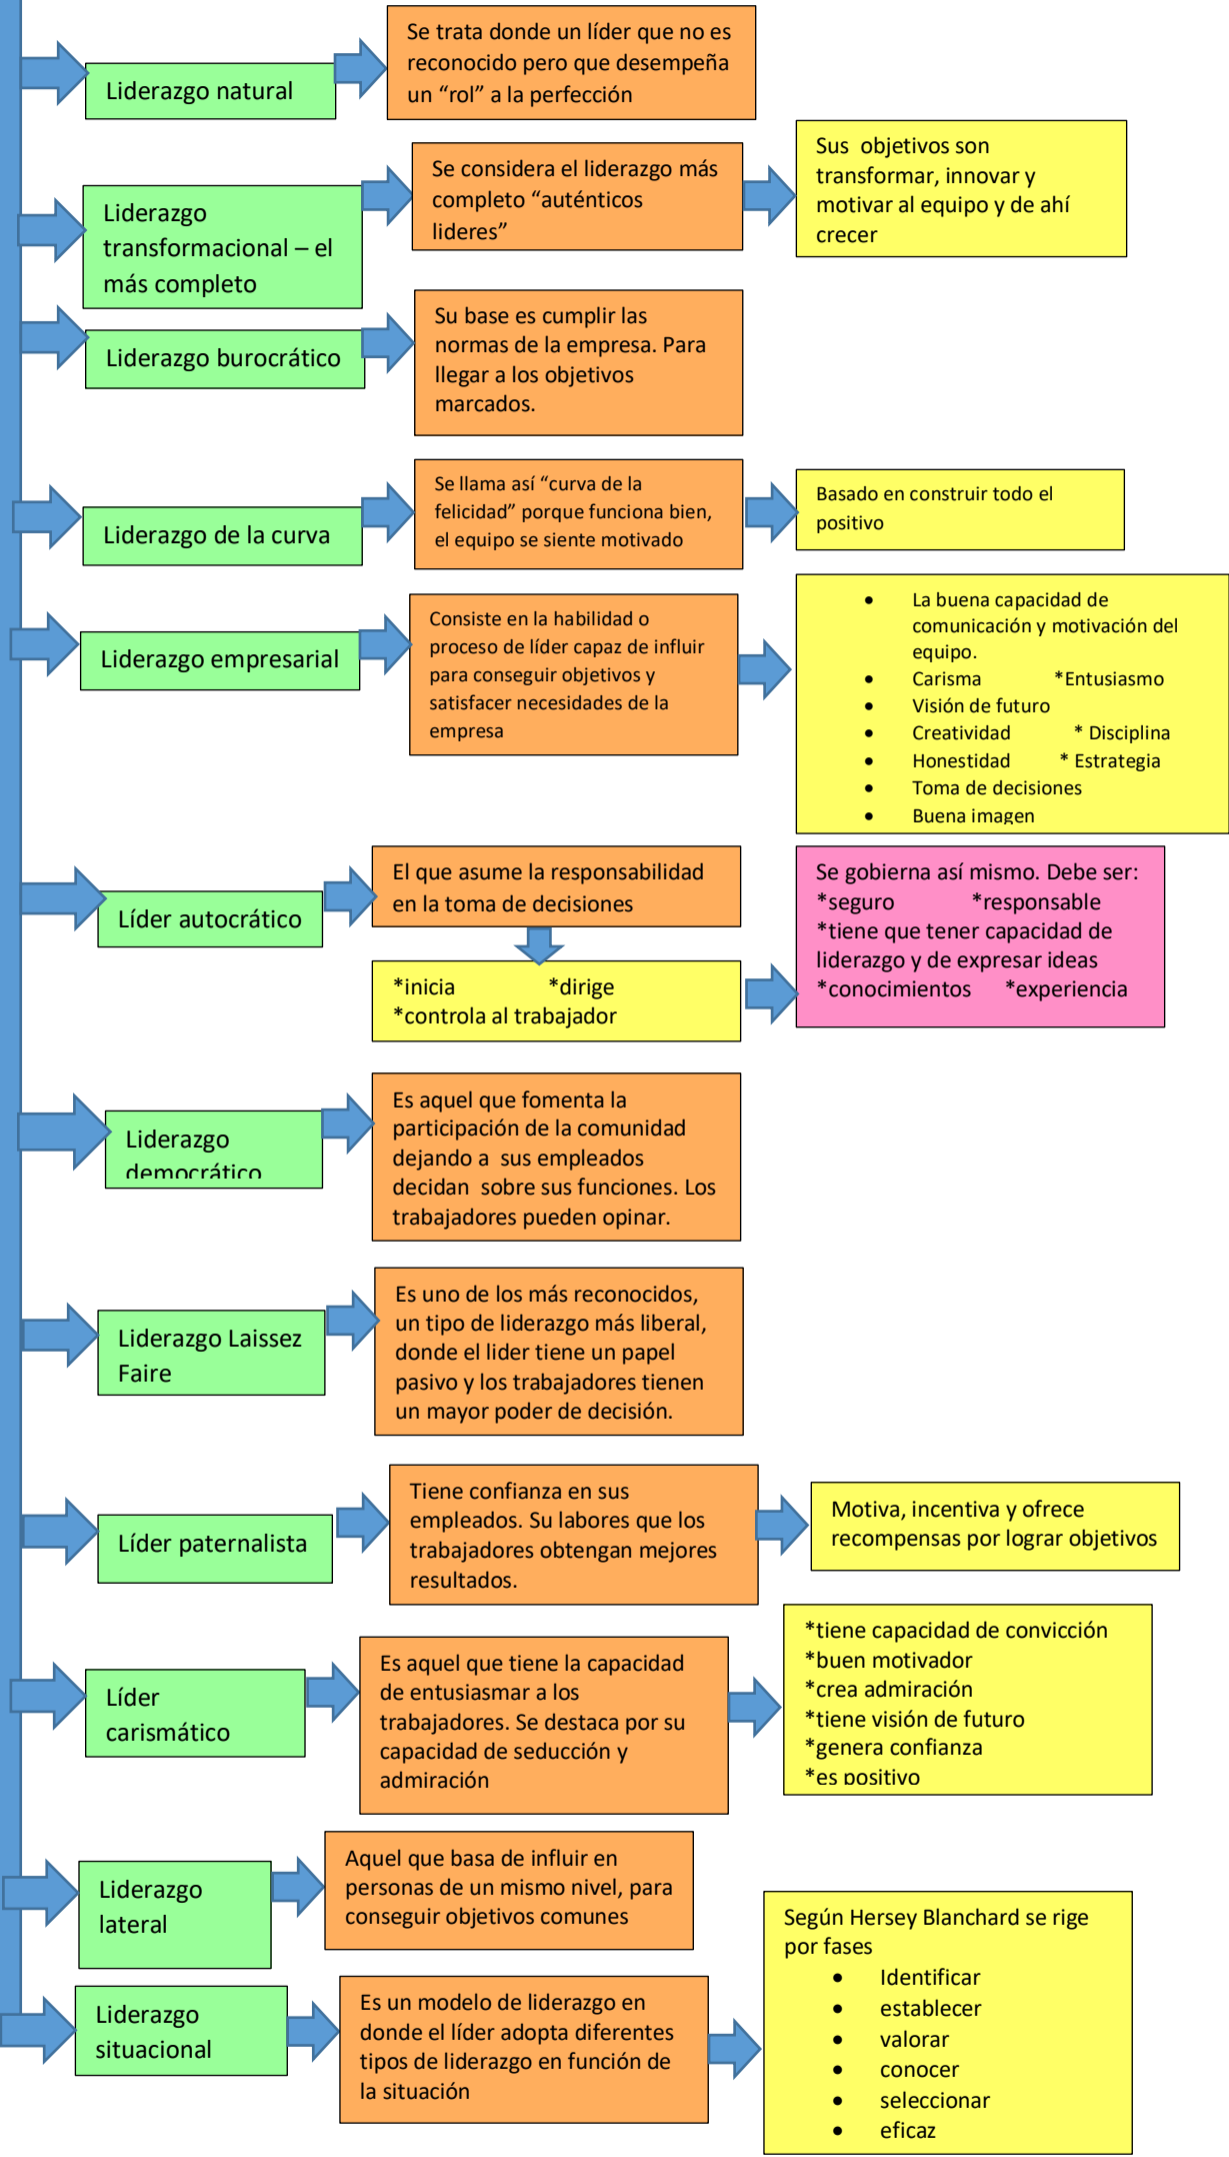 Liderazgo natural
Se trata donde un líder que no es
reconocido pero que desempeña
un “rol” a la perfección
Liderazgo
transformacional – el
más completo
Se considera el liderazgo más
completo “auténticos
lideres”
Sus  objetivos son
transformar, innovar y
motivar al equipo y de ahí
crecer
Liderazgo burocrático
Su base es cumplir las
normas de la empresa. Para
llegar a los objetivos
marcados.
Liderazgo de la curva
Se llama así “curva de la
felicidad” porque funciona bien,
el equipo se siente motivado
Basado en construir todo el
positivo
Liderazgo empresarial
Consiste en la habilidad o
proceso de líder capaz de influir
para conseguir objetivos y
satisfacer necesidades de la
empresa
• La buena capacidad de
comunicación y motivación del
equipo.
• Carisma *Entusiasmo
• Visión de futuro
• Creatividad * Disciplina
• Honestidad * Estrategia
• Toma de decisiones
• Buena imagen
Líder autocrático
El que asume la responsabilidad
en la toma de decisiones
*inicia *dirige
*controla al trabajador
Se gobierna así mismo. Debe ser:
*seguro *responsable
*tiene que tener capacidad de
liderazgo y de expresar ideas
*conocimientos *experiencia
Liderazgo
democrático
Es aquel que fomenta la
participación de la comunidad
dejando a  sus empleados
decidan  sobre sus funciones. Los
trabajadores pueden opinar.
Liderazgo Laissez
Faire
Es uno de los más reconocidos,
un tipo de liderazgo más liberal,
donde el lider tiene un papel
pasivo y los trabajadores tienen
un mayor poder de decisión.
Líder paternalista
Tiene confianza en sus
empleados. Su labores que los
trabajadores obtengan mejores
resultados.
Motiva, incentiva y ofrece
recompensas por lograr objetivos
Líder
carismático
Es aquel que tiene la capacidad
de entusiasmar a los
trabajadores. Se destaca por su
capacidad de seducción y
admiración
*tiene capacidad de convicción
*buen motivador
*crea admiración
*tiene visión de futuro
*genera confianza
*es positivo
Liderazgo
lateral
Aquel que basa de influir en
personas de un mismo nivel, para
conseguir objetivos comunes
Liderazgo
situacional
Es un modelo de liderazgo en
donde el líder adopta diferentes
tipos de liderazgo en función de
la situación
Según Hersey Blanchard se rige
por fases
• Identificar
• establecer
• valorar
• conocer
• seleccionar
• eficaz